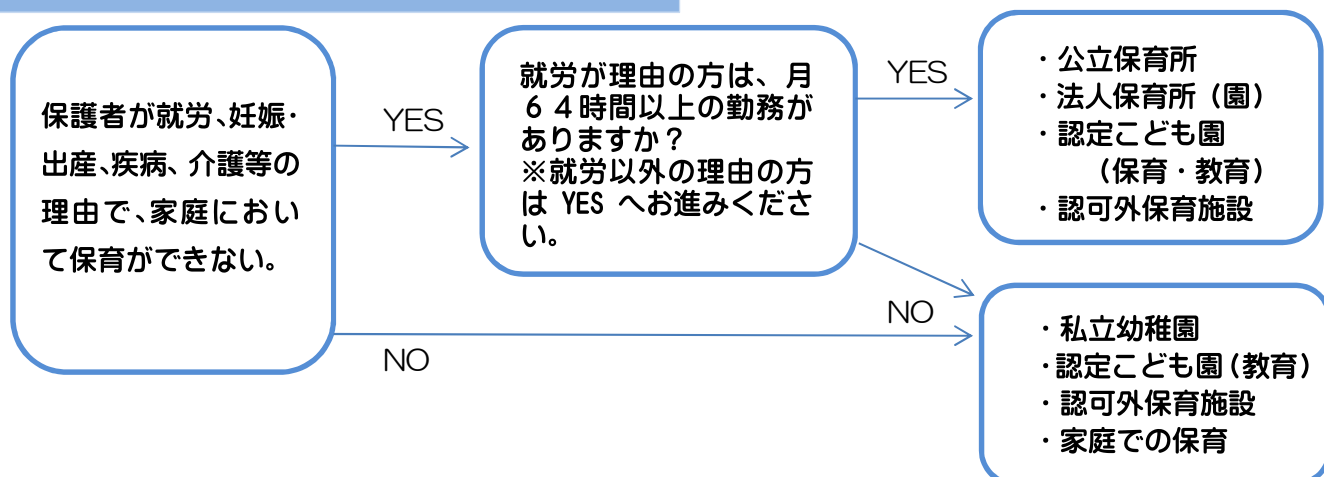 保護者が就労、妊娠・
出産、疾病、介護等の
理由で、家庭におい
て保育ができない。
YES
NO
就労が理由の方は、月
６４時間以上の勤務が
ありますか？
※就労以外の理由の方
は YES へお進みくださ
い。
YES
NO
・公立保育所
・法人保育所（園）
・認定こども園
（保育・教育）
・認可外保育施設
・私立幼稚園
・認定こども園（教育）
・認可外保育施設
・家庭での保育